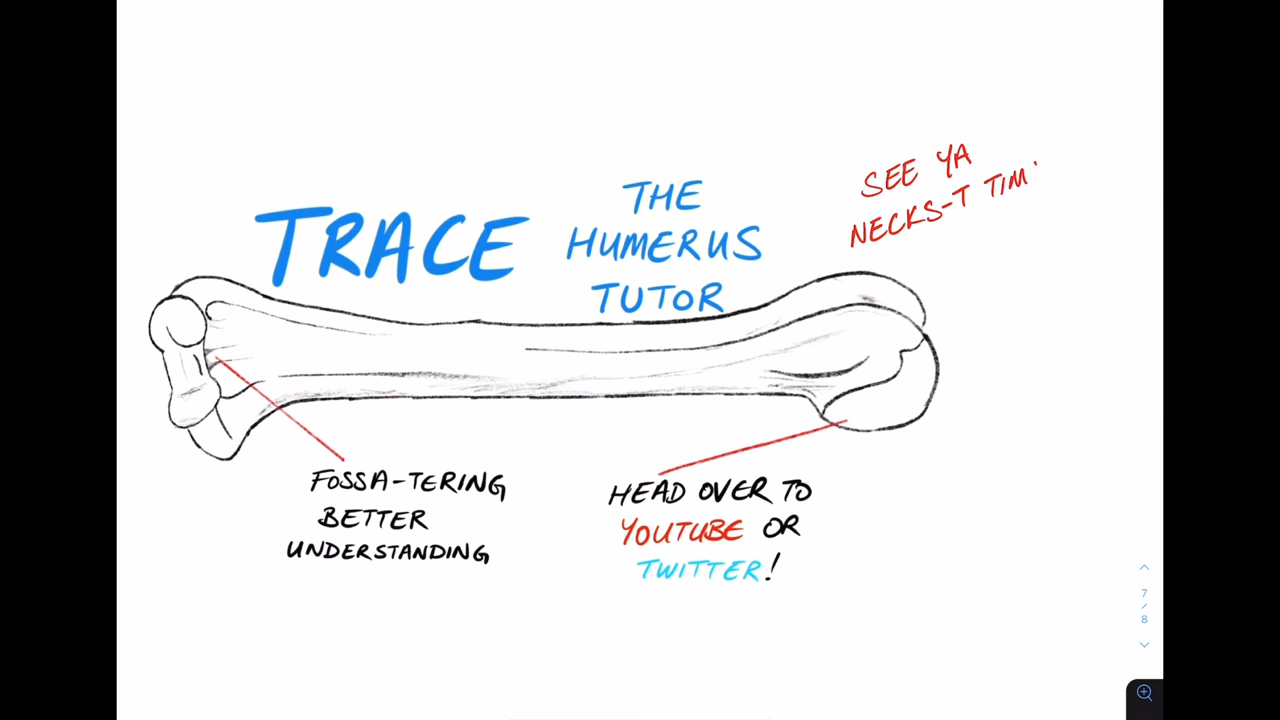 TRACE
THE
HUMERUS
TUTOR
SEE YA
NECKS-T TIM
FOSSA-TERING
BETTER
UNDERSTANDING
HEAD OVER TO
YOUTUBE OR
TWITTER!
7
/
8